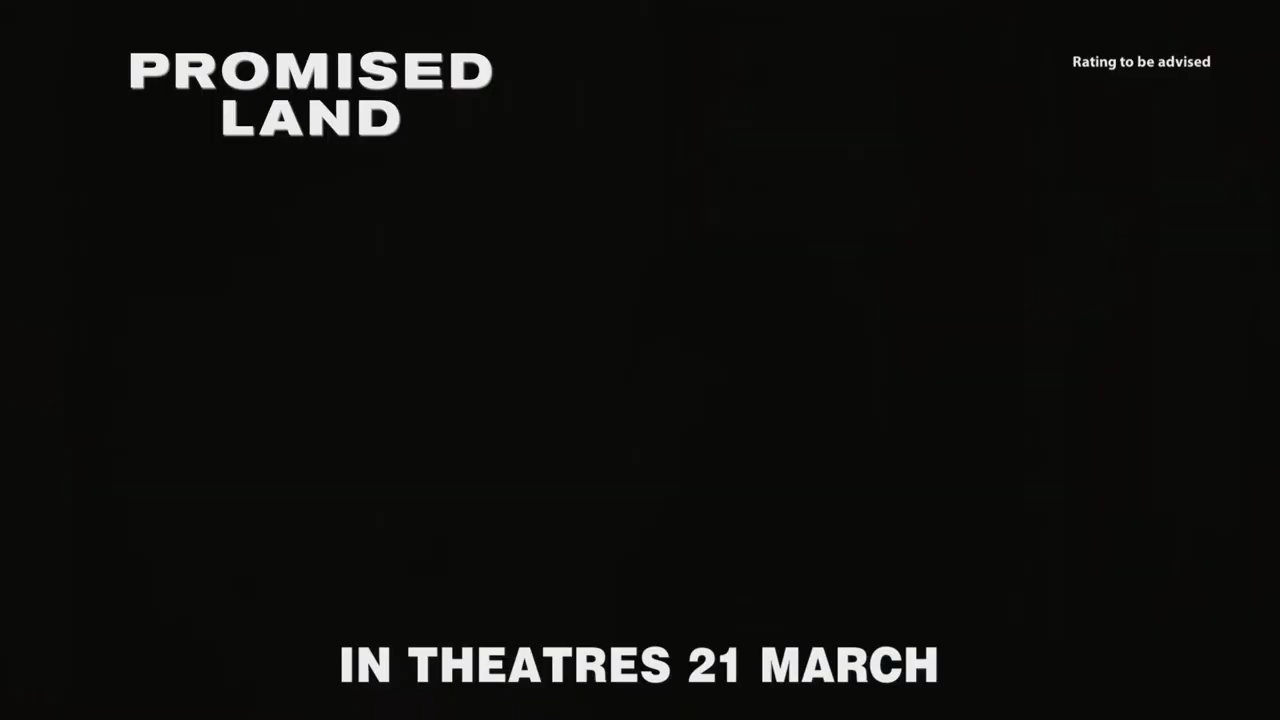 PROMISED
LAND
Rating to be advised
IN THEATRES 21 MARCH